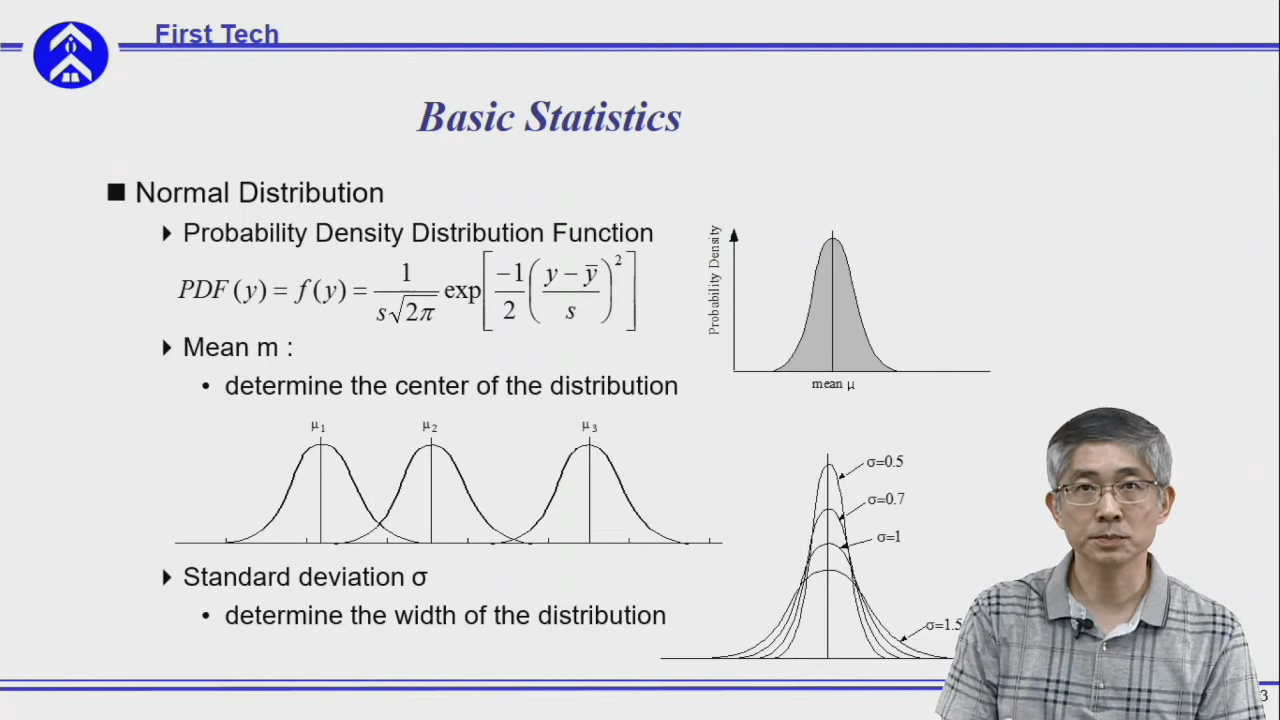 First Tech
Basic Statistics
Normal Distribution
Probability Density Distribution Function
PDF (y) = f (y) = 1 / s√2π exp[ −1 / 2 ( y − ȳ / s )² ]
Mean m :
determine the center of the distribution
μ1 μ2 μ3
Standard deviation σ
determine the width of the distribution
Probability Density
mean μ
σ=0.5
σ=0.7
σ=1
σ=1.5
3